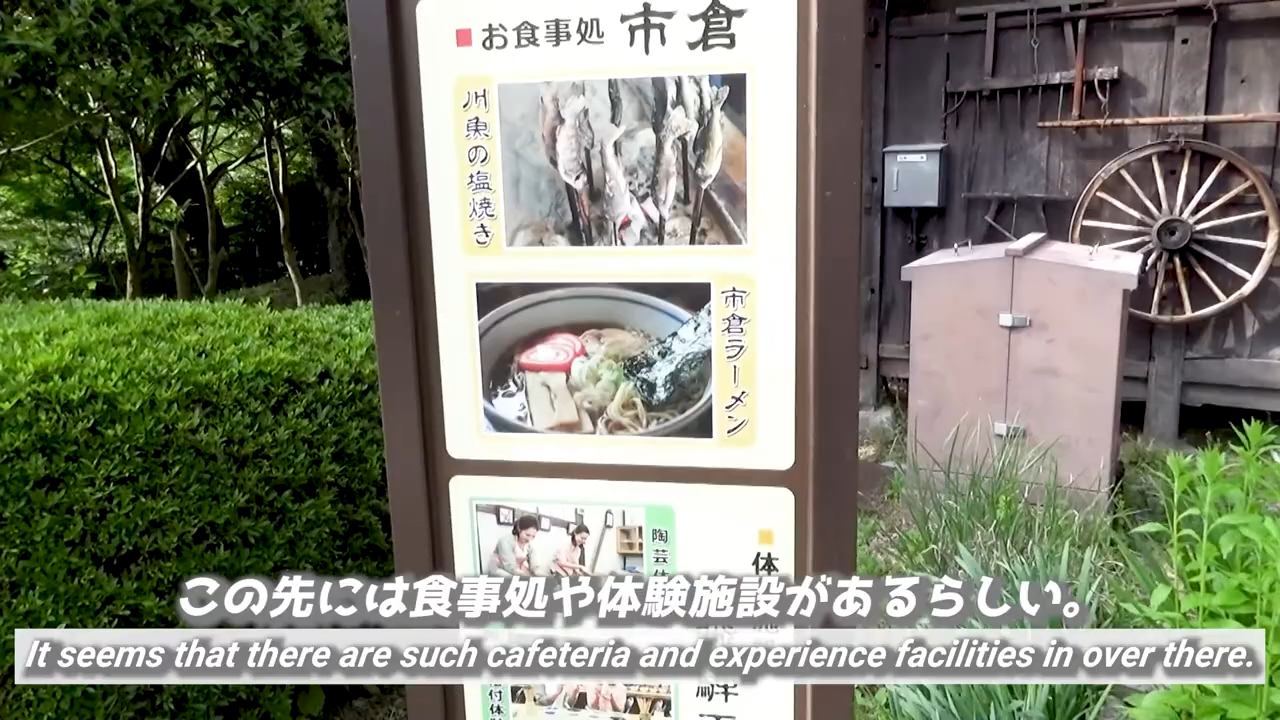 お食事処 市倉
川魚の塩焼き
市倉ラーメン
陶芸
体
この先には食事処や体験施設があるらしい。
It seems that there are such cafeteria and experience facilities in over there.
付体